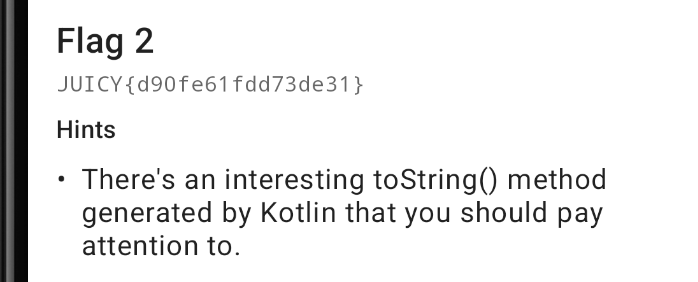 Flag 2
JUICY{d90fe61fdd73de31}
Hints
• There's an interesting toString() method
generated by Kotlin that you should pay
attention to.